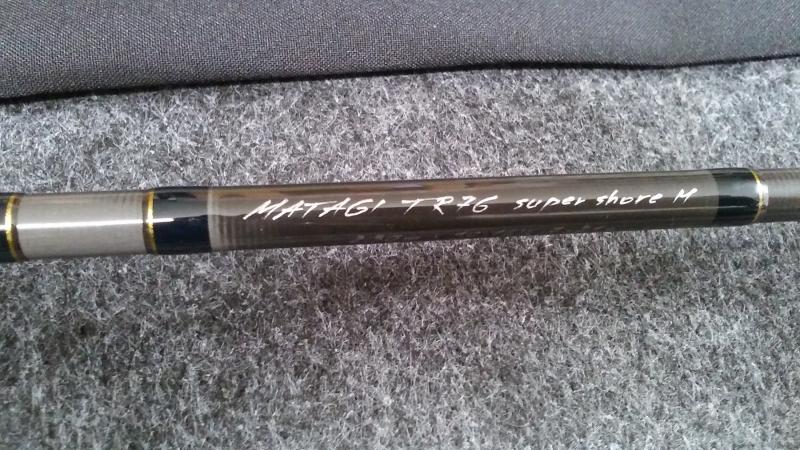 MATAGI TR76 super shore M